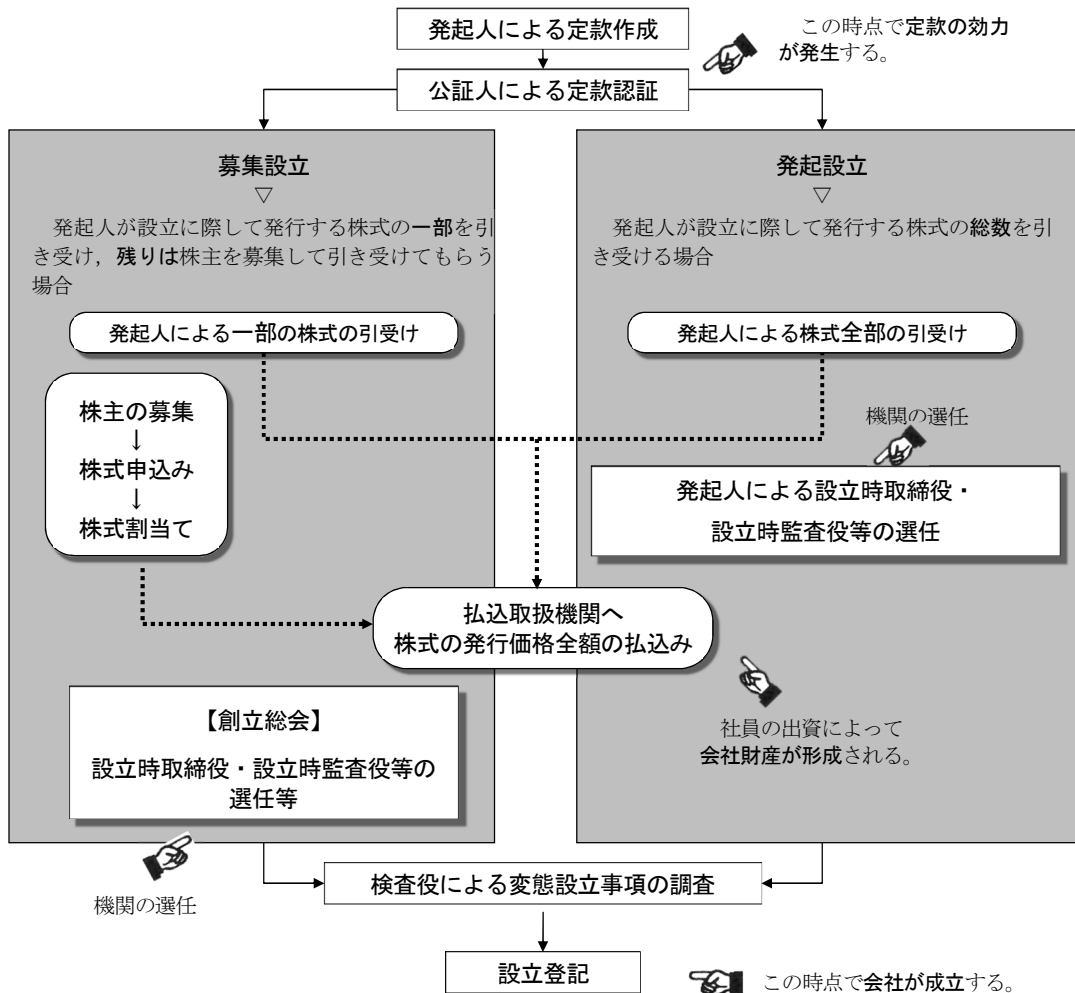 発起人による定款作成
この時点で定款の効力
が発生する。
公証人による定款認証
募集設立
▽
発起人が設立に際して発行する株式の一部を引
き受け，残りは株主を募集して引き受けてもらう
場合
発起人による一部の株式の引受け
株主の募集
↓
株式申込み
↓
株式割当て
発起設立
▽
発起人が設立に際して発行する株式の総数を引
き受ける場合
発起人による株式全部の引受け
機関の選任
発起人による設立時取締役・
設立時監査役等の選任
払込取扱機関へ
株式の発行価格全額の払込み
社員の出資によって
会社財産が形成される。
【創立総会】
設立時取締役・設立時監査役等の
選任等
機関の選任
検査役による変態設立事項の調査
設立登記
この時点で会社が成立する。